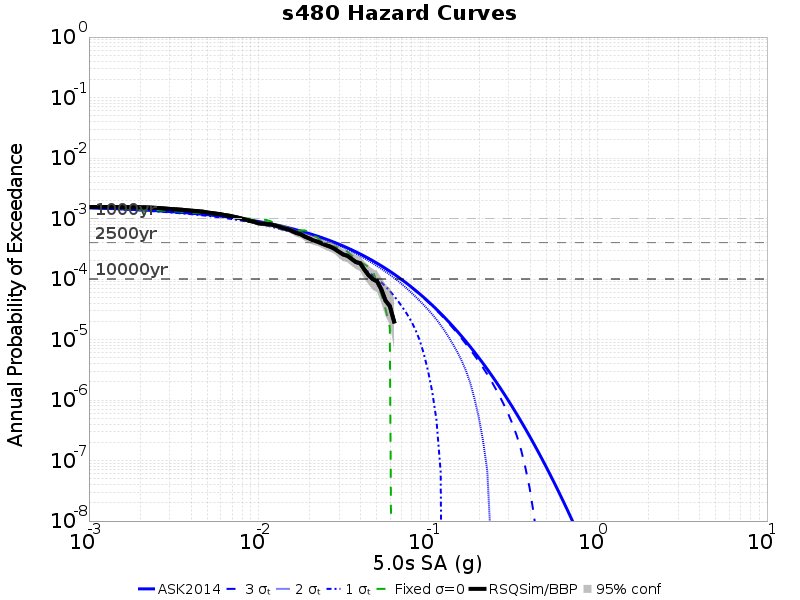 s480 Hazard Curves
10^0
10^-1
10^-2
10^-3
10^-4
10^-5
10^-6
10^-7
10^-8
1000yr
2500yr
10000yr
Annual Probability of Exceedance
10^-3 10^-2 10^-1 10^0 10^1
5.0s SA (g)
ASK2014 3 σₜ 2 σₜ 1 σₜ Fixed σ=0 RSQSim/BBP 95% conf